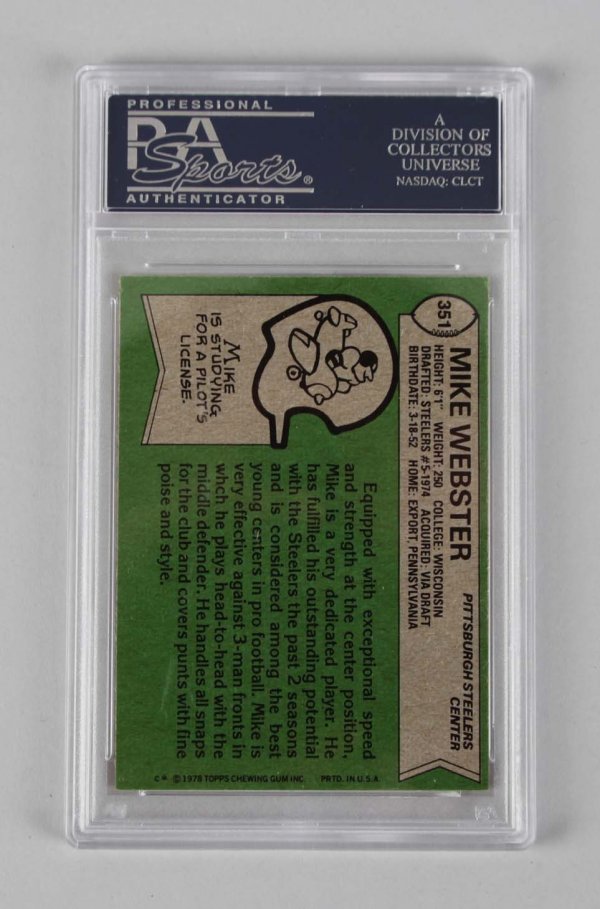 PROFESSIONAL
PSA
Sports®
AUTHENTICATOR
A
DIVISION OF
COLLECTORS
UNIVERSE
NASDAQ: CLCT
351
MIKE WEBSTER
PITTSBURGH STEELERS
CENTER
HEIGHT: 6'1" WEIGHT: 250 COLLEGE: WISCONSIN
DRAFTED: STEELERS #5-1974 ACQUIRED: VIA DRAFT
BIRTHDATE: 3-18-52 HOME: EXPORT, PENNSYLVANIA
MIKE
IS STUDYING
FOR A PILOT'S
LICENSE.
Equipped with exceptional speed
and strength at the center position,
Mike is a very dedicated player. He
has fulfilled his outstanding potential
with the Steelers the past 2 seasons
and is considered among the best
young centers in pro football. Mike is
very effective against 3-man fronts in
whch he plays head-to-head with the
middle defender. He handles all snaps
for the club and covers punts with fine
poise and style.
C* © 1978 TOPPS CHEWING GUM INC. PRTD. IN U.S.A.